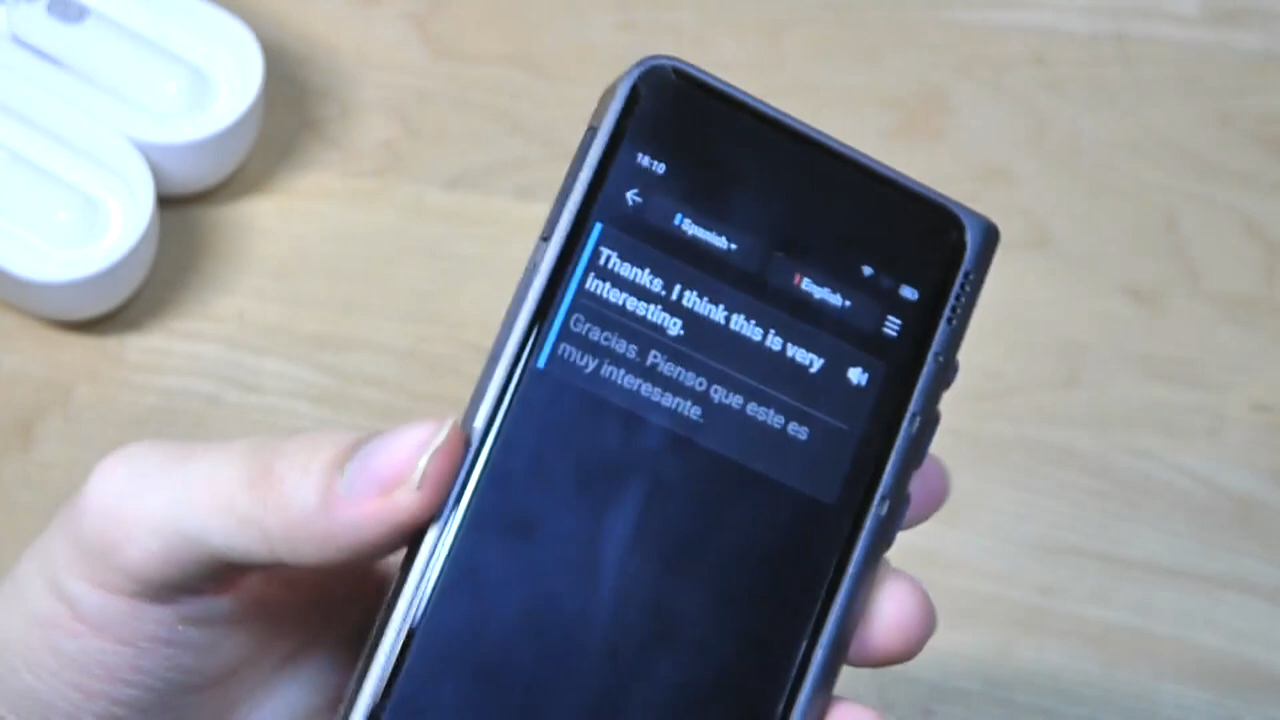 18:10
Spanish
English
Thanks. I think this is very
interesting.
Gracias. Pienso que este es
muy interesante.